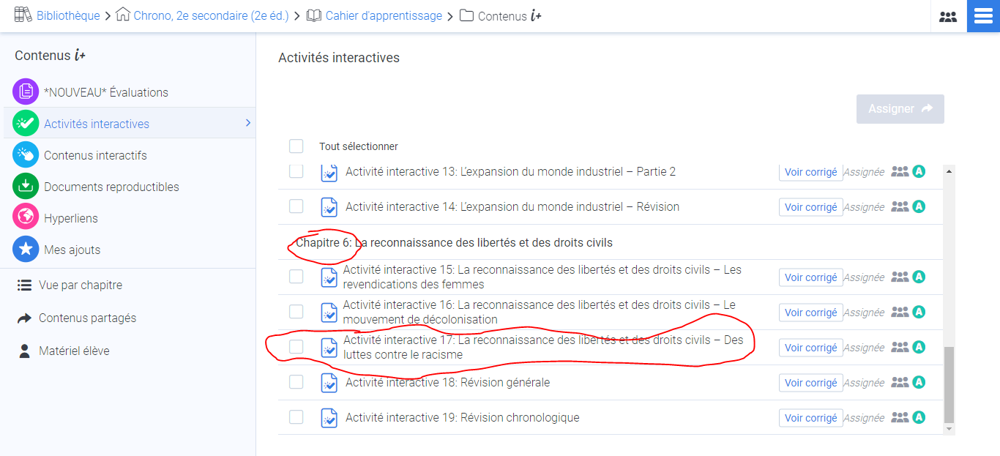 Bibliothèque > Chrono, 2e secondaire (2e éd.) > Cahier d'apprentissage > Contenus i+
Contenus i+
*NOUVEAU* Évaluations
Activités interactives
Contenus interactifs
Documents reproductibles
Hyperliens
Mes ajouts
Vue par chapitre
Contenus partagés
Matériel élève
Activités interactives
Assigner
Tout sélectionner
Activité interactive 13: L'expansion du monde industriel – Partie 2 Voir corrigé Assignée A
Activité interactive 14: L'expansion du monde industriel – Révision Voir corrigé Assignée A
Chapitre 6: La reconnaissance des libertés et des droits civils
Activité interactive 15: La reconnaissance des libertés et des droits civils – Les
revendications des femmes
Voir corrigé Assignée A
Activité interactive 16: La reconnaissance des libertés et des droits civils – Le
mouvement de décolonisation
Voir corrigé Assignée A
Activité interactive 17: La reconnaissance des libertés et des droits civils – Des
luttes contre le racisme
Voir corrigé Assignée A
Activité interactive 18: Révision générale Voir corrigé Assignée A
Activité interactive 19: Révision chronologique Voir corrigé Assignée A